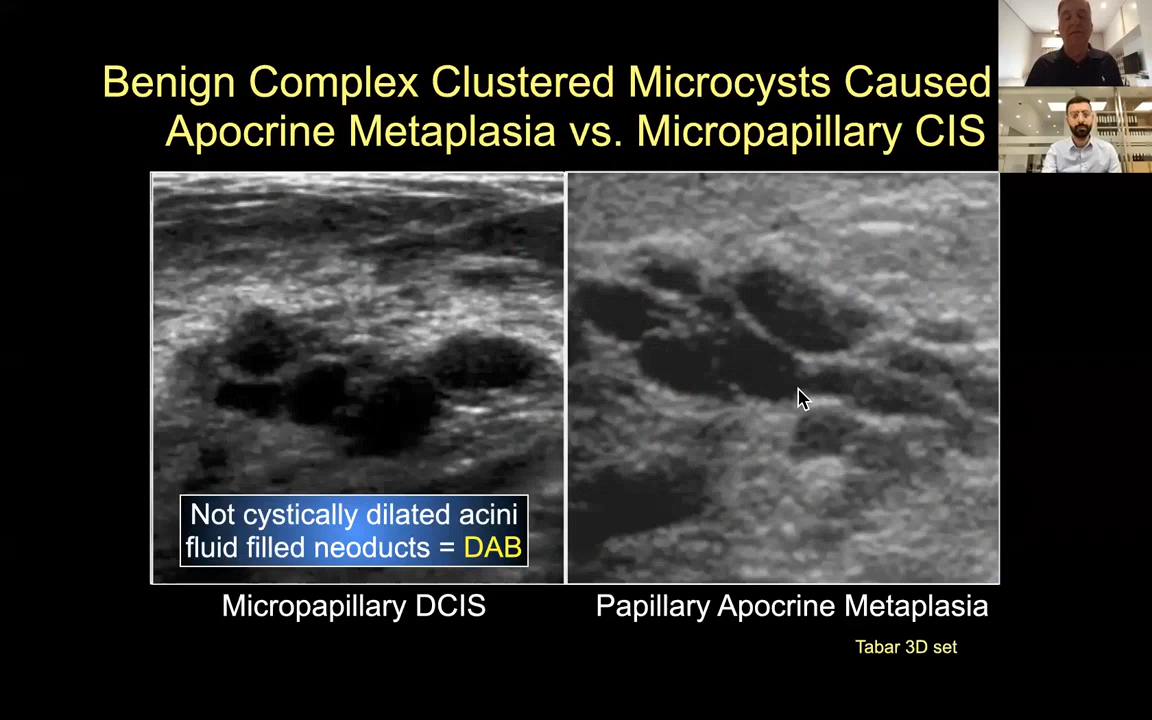 Benign Complex Clustered Microcysts Caused
Apocrine Metaplasia vs. Micropapillary CIS
Not cystically dilated acini
fluid filled neoducts = DAB
Micropapillary DCIS
Papillary Apocrine Metaplasia
Tabar 3D set